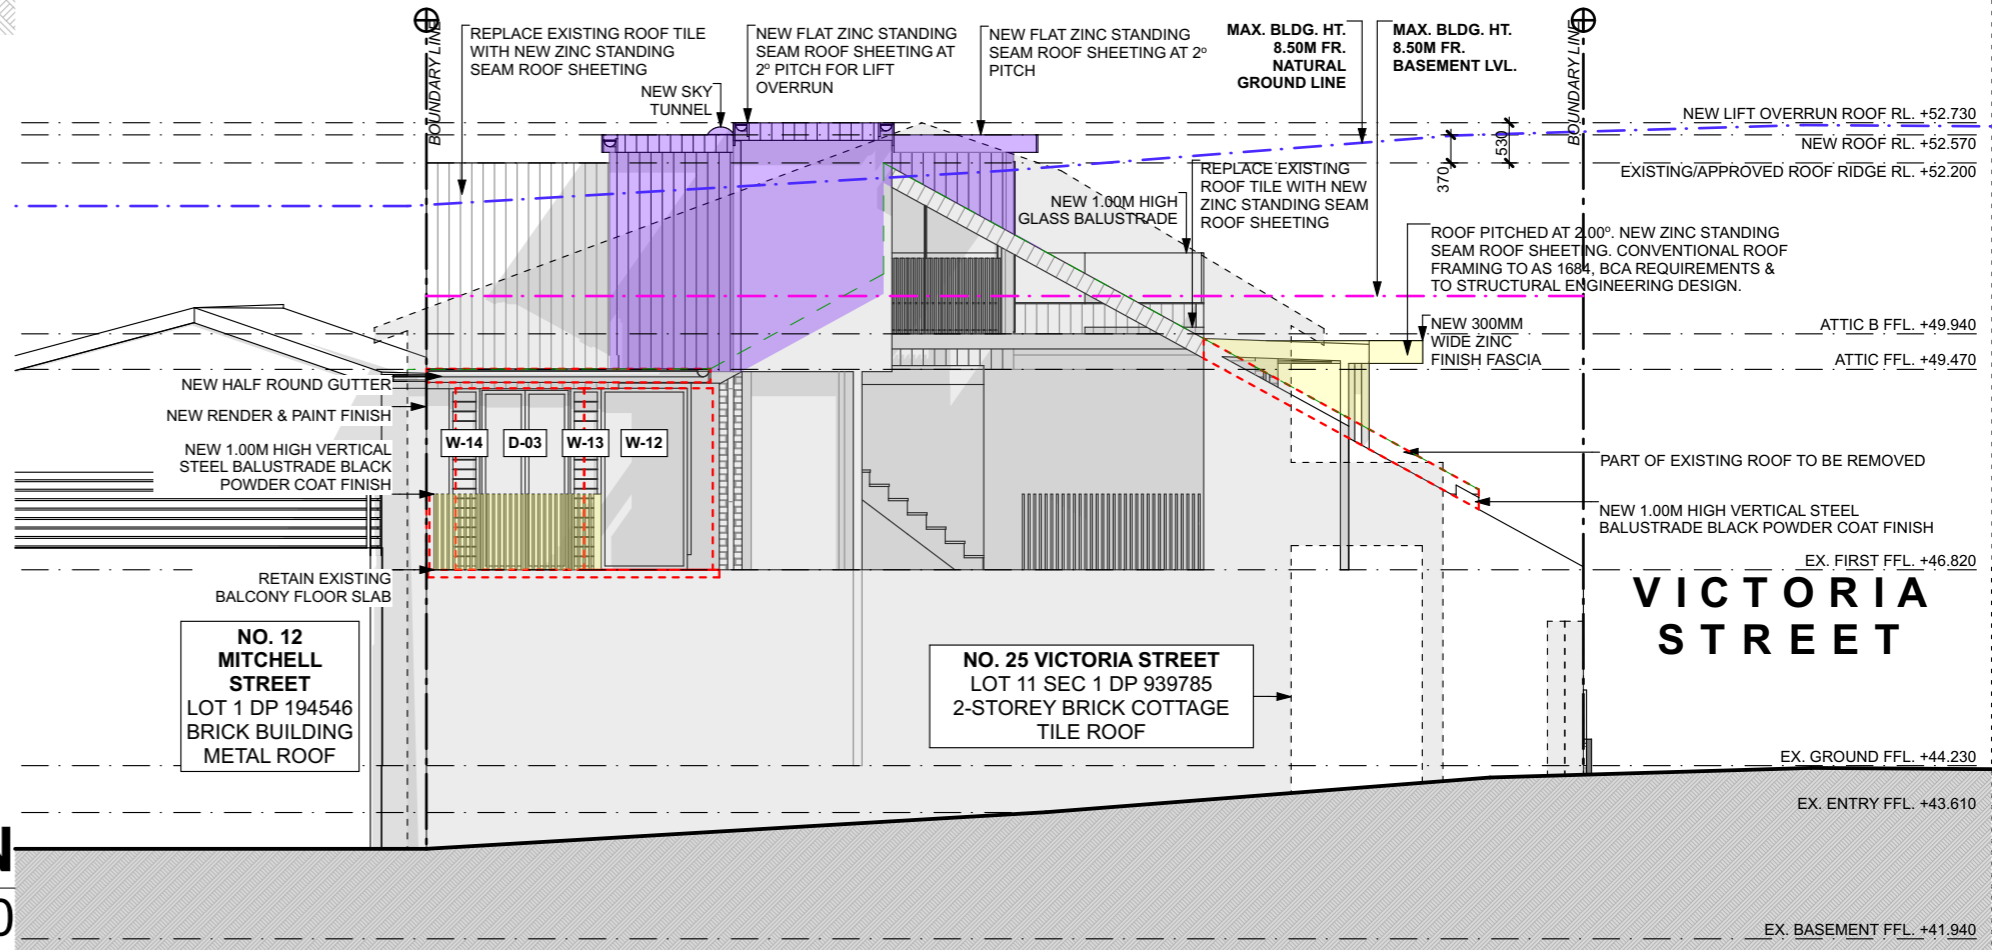 BOUNDARY LINE
REPLACE EXISTING ROOF TILE
WITH NEW ZINC STANDING
SEAM ROOF SHEETING
NEW SKY
TUNNEL
NEW FLAT ZINC STANDING
SEAM ROOF SHEETING AT
2º PITCH FOR LIFT
OVERRUN
NEW FLAT ZINC STANDING
SEAM ROOF SHEETING AT 2º
PITCH
MAX. BLDG. HT.
8.50M FR.
NATURAL
GROUND LINE
MAX. BLDG. HT.
8.50M FR.
BASEMENT LVL.
BOUNDARY LINE
NEW LIFT OVERRUN ROOF RL. +52.730
NEW ROOF RL. +52.570
EXISTING/APPROVED ROOF RIDGE RL. +52.200
530
370
REPLACE EXISTING
ROOF TILE WITH NEW
ZINC STANDING SEAM
ROOF SHEETING
NEW 1.00M HIGH
GLASS BALUSTRADE
ROOF PITCHED AT 2.00º. NEW ZINC STANDING
SEAM ROOF SHEETING. CONVENTIONAL ROOF
FRAMING TO AS 1684, BCA REQUIREMENTS &
TO STRUCTURAL ENGINEERING DESIGN.
NEW 300MM
WIDE ZINC
FINISH FASCIA
ATTIC B FFL. +49.940
ATTIC FFL. +49.470
NEW HALF ROUND GUTTER
NEW RENDER & PAINT FINISH
NEW 1.00M HIGH VERTICAL
STEEL BALUSTRADE BLACK
POWDER COAT FINISH
W-14
D-03
W-13
W-12
PART OF EXISTING ROOF TO BE REMOVED
NEW 1.00M HIGH VERTICAL STEEL
BALUSTRADE BLACK POWDER COAT FINISH
EX. FIRST FFL. +46.820
RETAIN EXISTING
BALCONY FLOOR SLAB
VICTORIA
STREET
NO. 12
MITCHELL
STREET
LOT 1 DP 194546
BRICK BUILDING
METAL ROOF
NO. 25 VICTORIA STREET
LOT 11 SEC 1 DP 939785
2-STOREY BRICK COTTAGE
TILE ROOF
EX. GROUND FFL. +44.230
EX. ENTRY FFL. +43.610
EX. BASEMENT FFL. +41.940
N
0